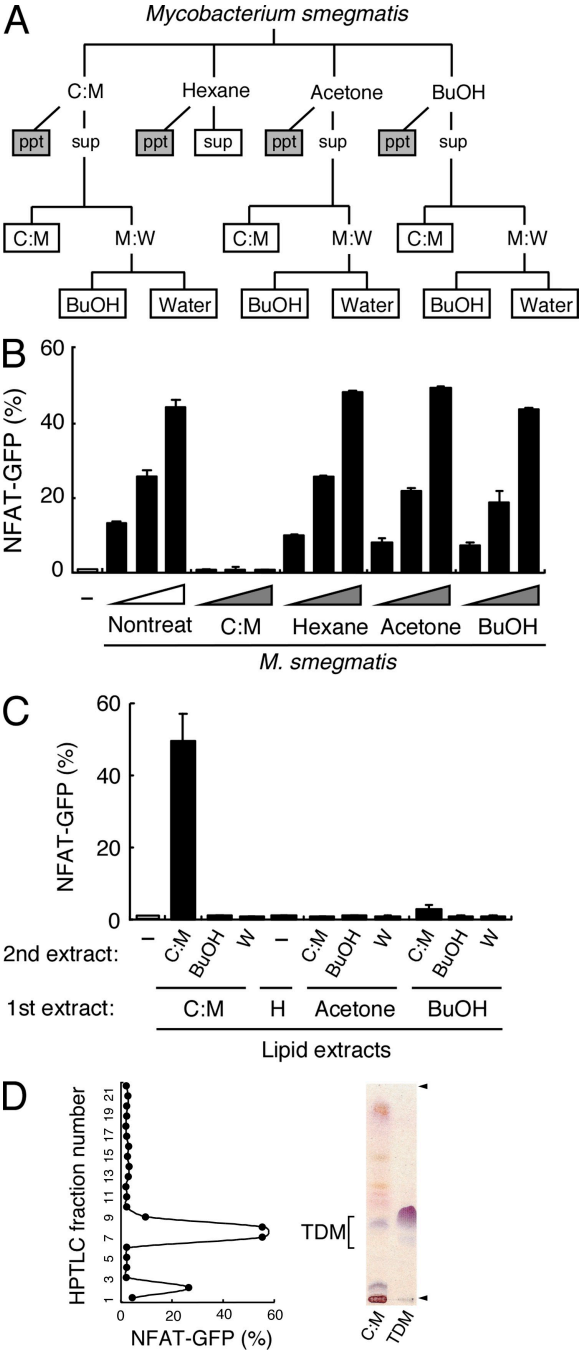 A
Mycobacterium smegmatis
C:M Hexane Acetone BuOH
ppt sup ppt sup ppt sup ppt sup
C:M M:W C:M M:W C:M M:W
BuOH Water BuOH Water BuOH Water
B
NFAT-GFP (%)
60
40
20
0
– Nontreat C:M Hexane Acetone BuOH
M. smegmatis
C
NFAT-GFP (%)
60
40
20
0
2nd extract: – C:M BuOH W – C:M BuOH W C:M BuOH W
1st extract: C:M H Acetone BuOH
Lipid extracts
D
HPTLC fraction number
21
19
17
15
13
11
9
7
5
3
1
0 20 40 60
NFAT-GFP (%)
TDM
C:M TDM